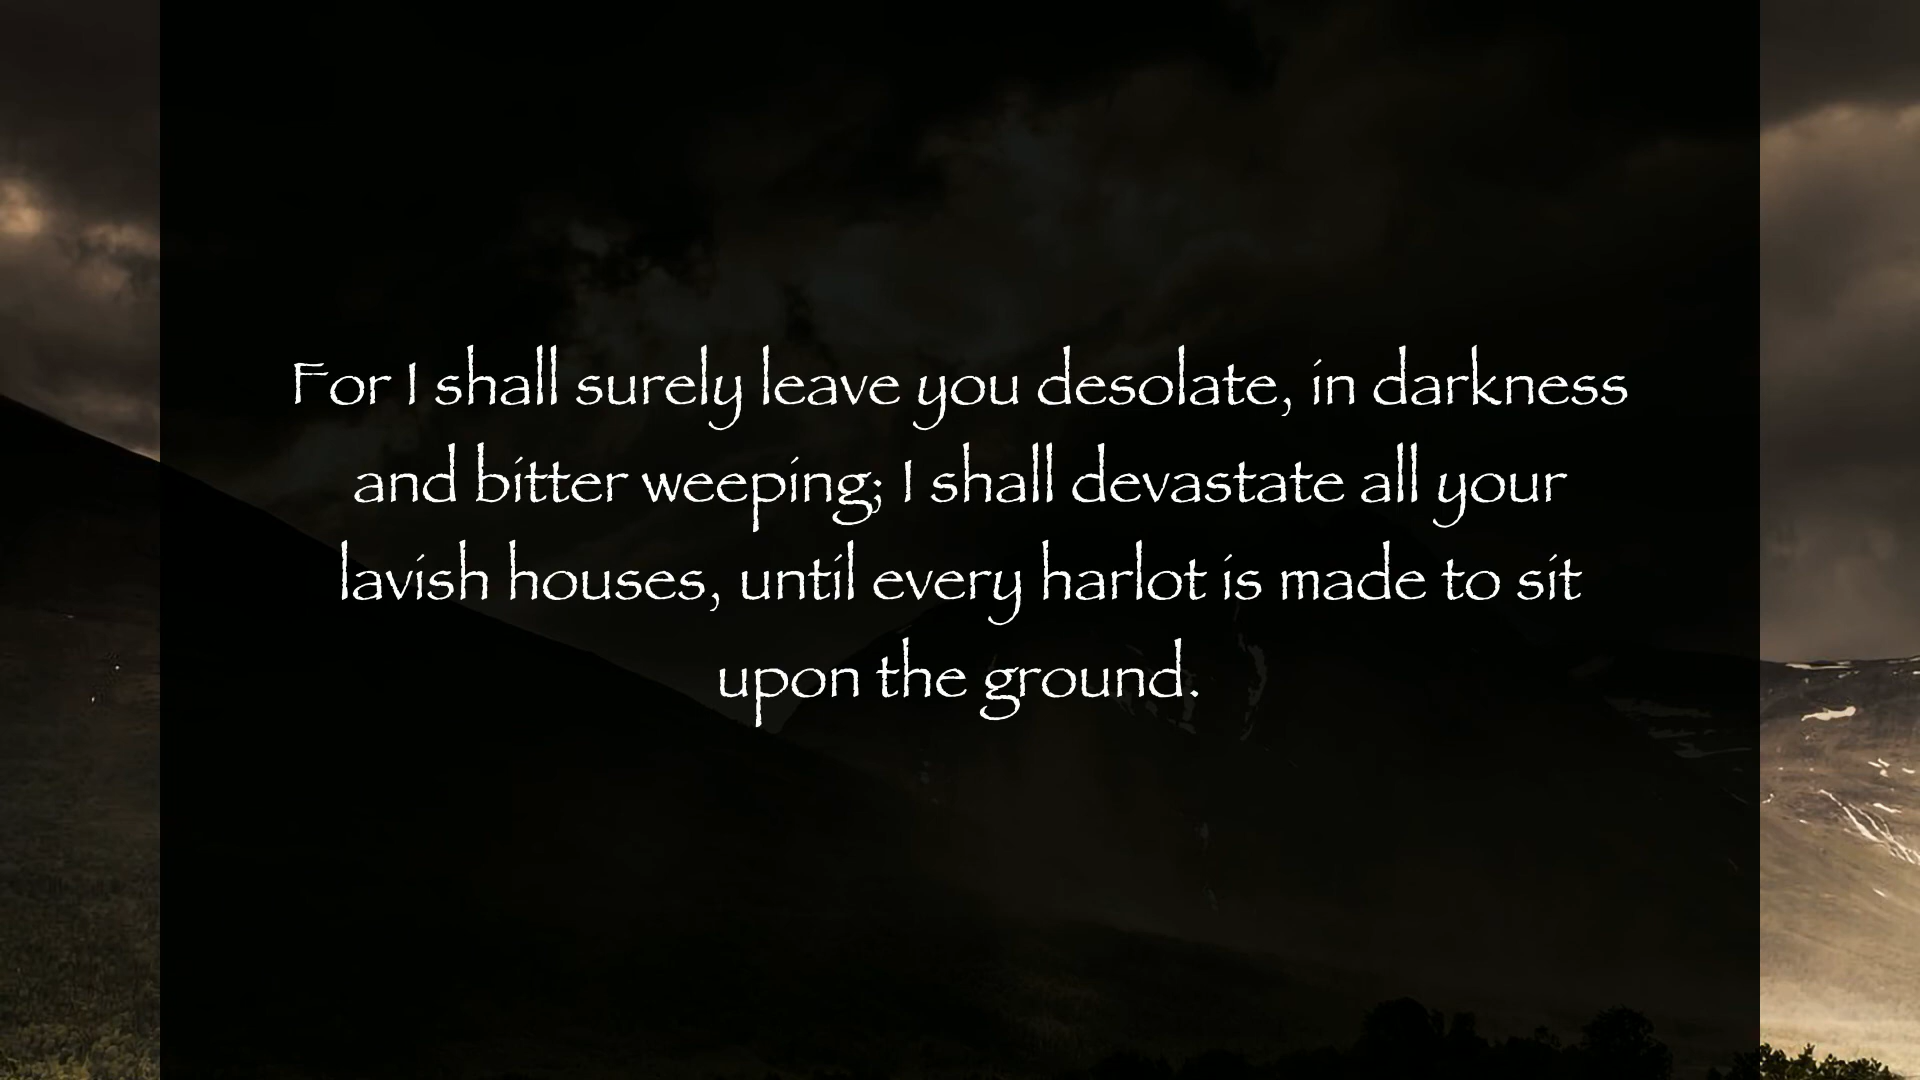 For I shall surely leave you desolate, in darkness
and bitter weeping; I shall devastate all your
lavish houses, until every harlot is made to sit
upon the ground.